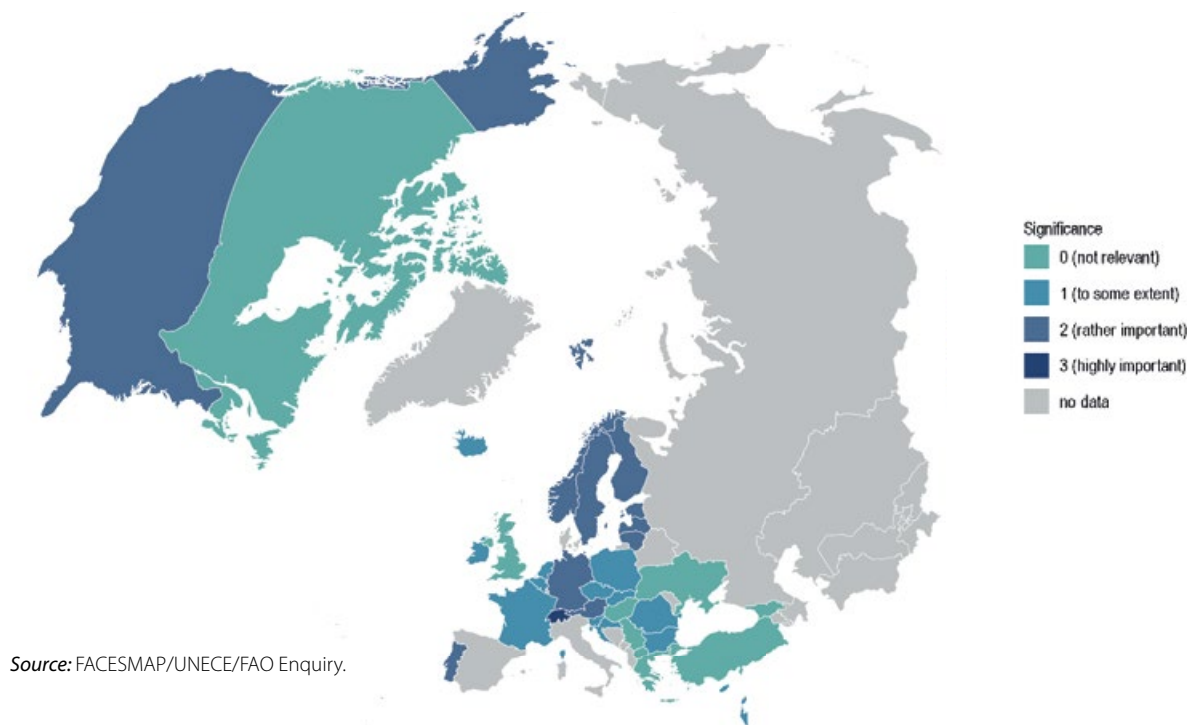 Significance
0 (not relevant)
1 (to some extent)
2 (rather important)
3 (highly important)
no data
Source: FACESMAP/UNECE/FAO Enquiry.